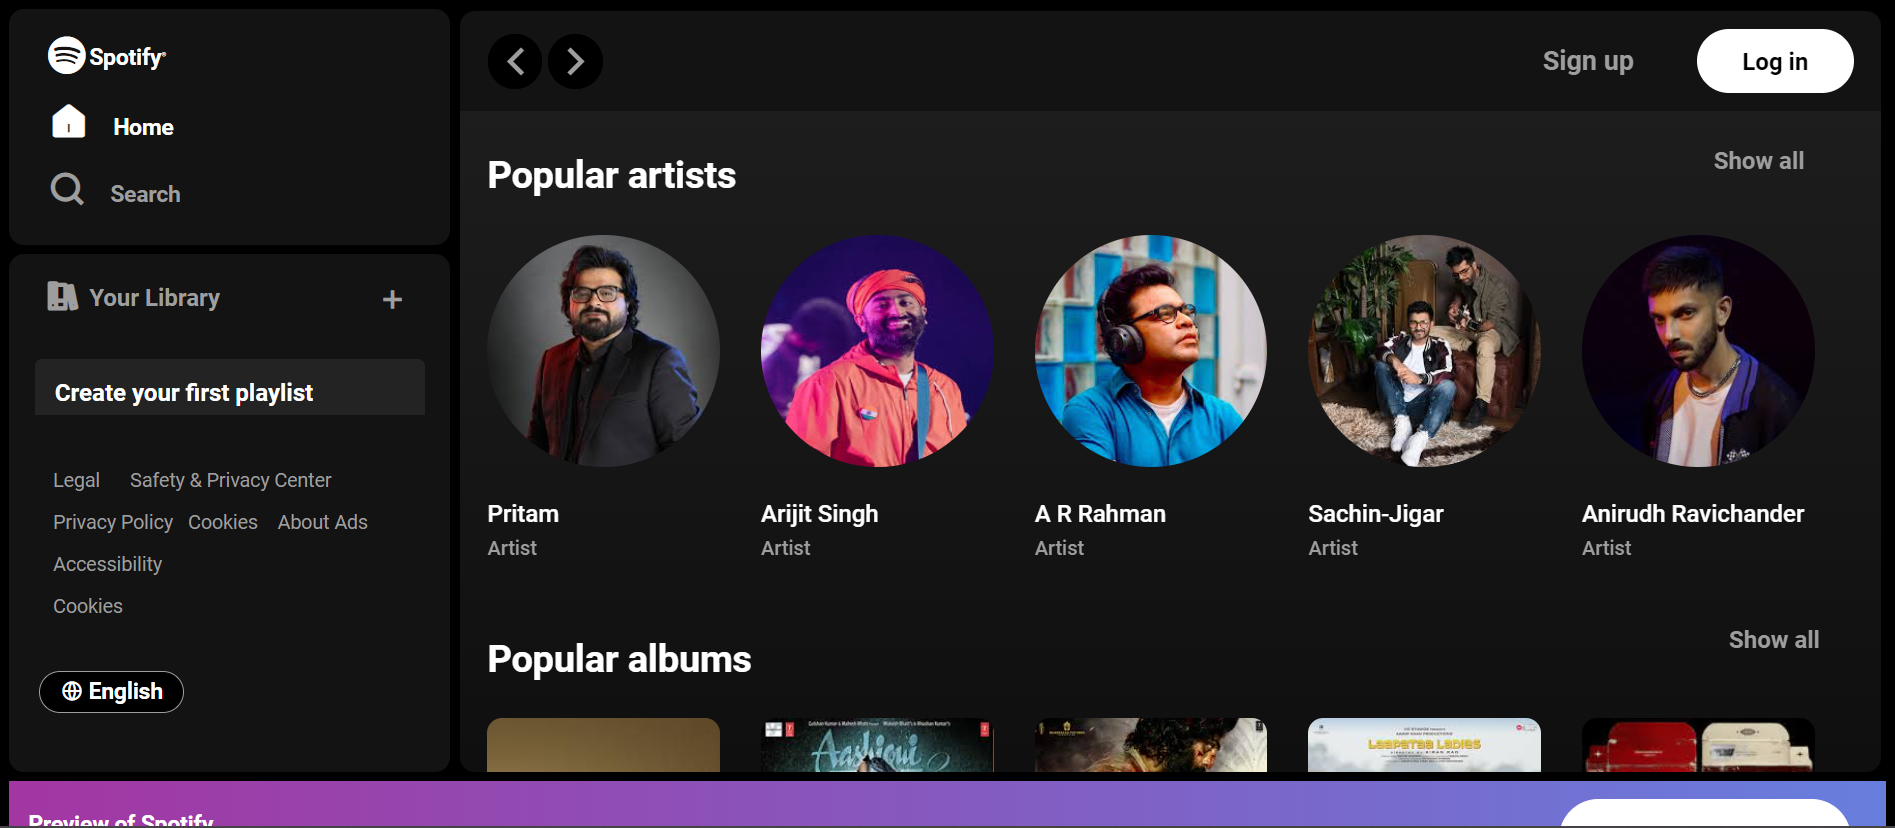 Spotify®
Home
Search
Your Library
+
Create your first playlist
Legal Safety & Privacy Center
Privacy Policy Cookies About Ads
Accessibility
Cookies
English
Sign up
Log in
Popular artists
Show all
Pritam
Artist
Arijit Singh
Artist
A R Rahman
Artist
Sachin-Jigar
Artist
Anirudh Ravichander
Artist
Popular albums
Show all
Aashiqui
Laapataa Ladies
Preview of Spotify